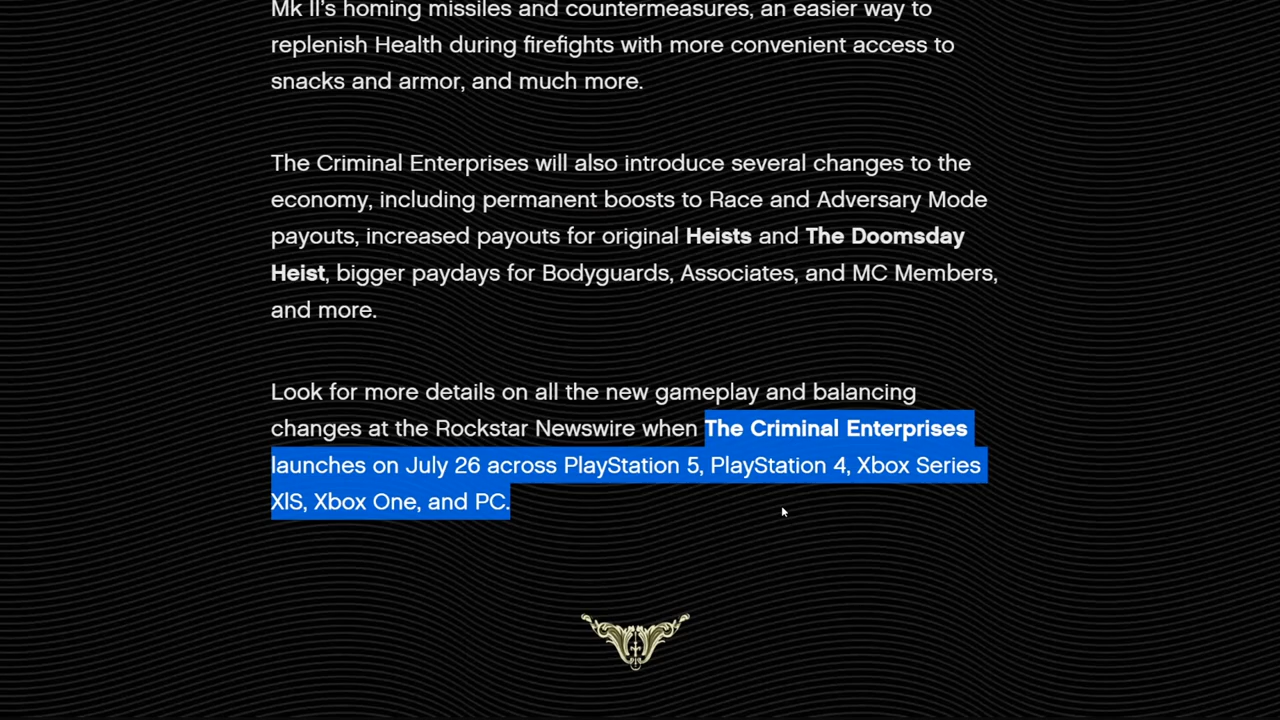 Mk II's homing missiles and countermeasures, an easier way to
replenish Health during firefights with more convenient access to
snacks and armor, and much more.
The Criminal Enterprises will also introduce several changes to the
economy, including permanent boosts to Race and Adversary Mode
payouts, increased payouts for original Heists and The Doomsday
Heist, bigger paydays for Bodyguards, Associates, and MC Members,
and more.
Look for more details on all the new gameplay and balancing
changes at the Rockstar Newswire when The Criminal Enterprises
launches on July 26 across PlayStation 5, PlayStation 4, Xbox Series
X|S, Xbox One, and PC.